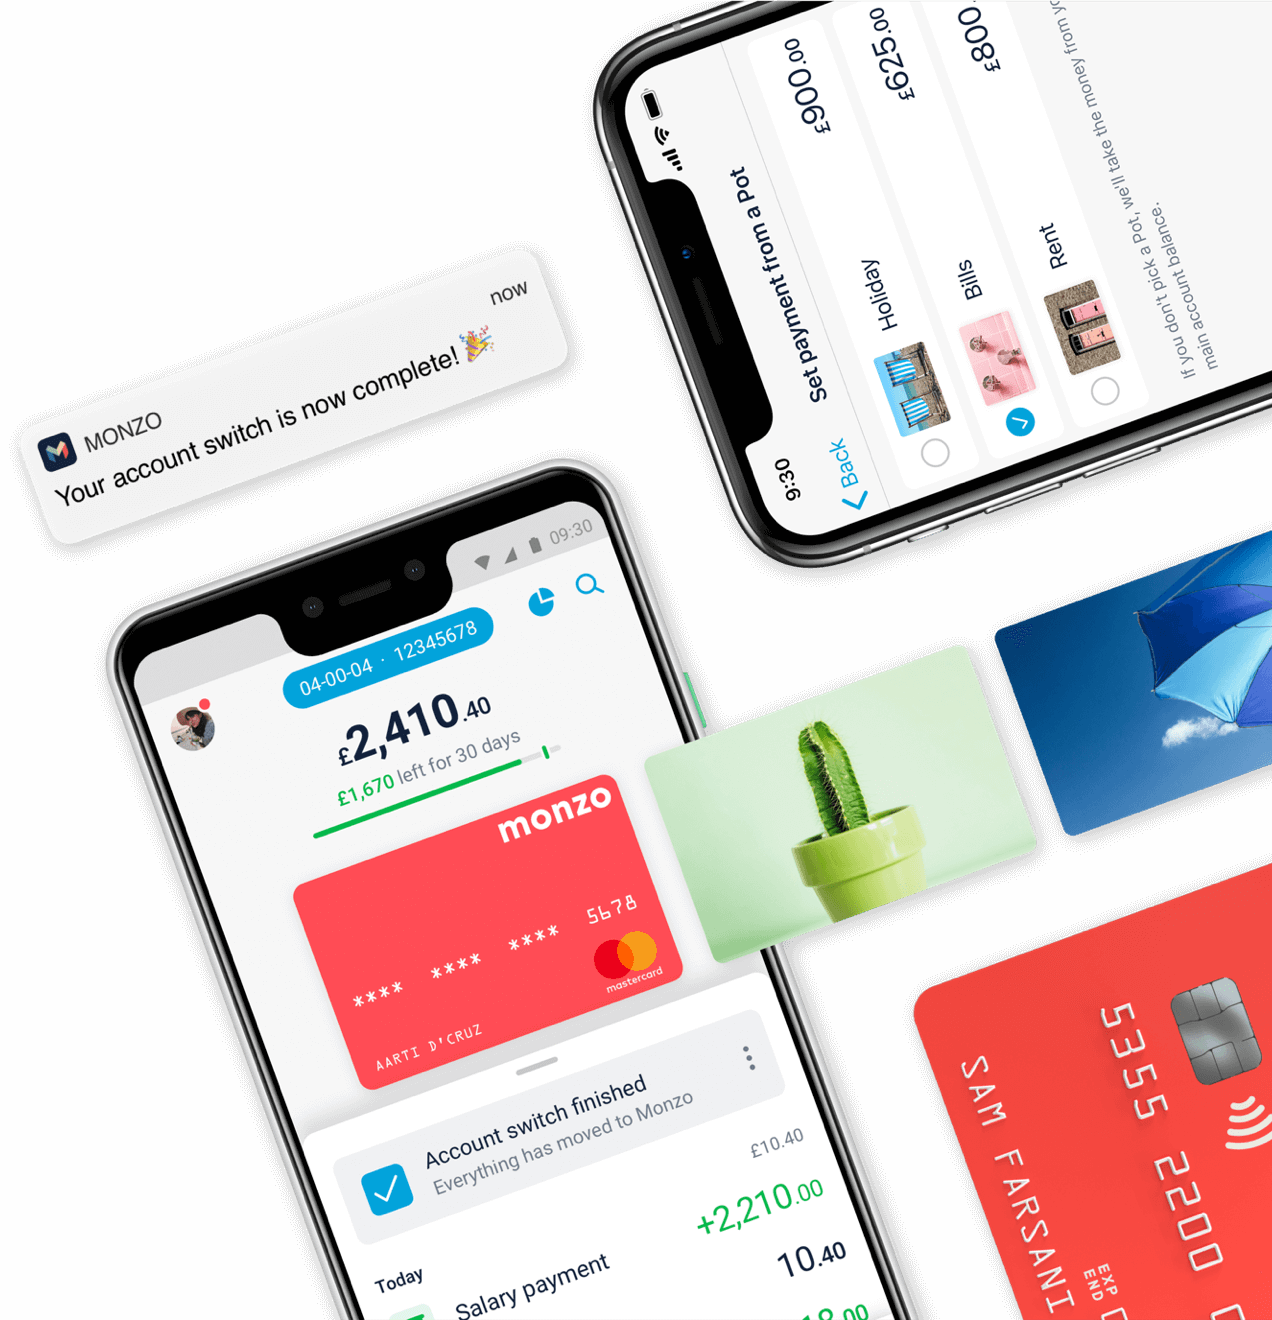 MONZO
now
Your account switch is now complete! 🎉
9:30
Back
Set payment from a Pot
Holiday
£900.00
Bills
£625.00
Rent
£800.
If you don't pick a Pot, we'll take the money from
main account balance.
09:30
04-00-04 · 12345678
£2,410.40
£1,670 left for 30 days
monzo
**** **** **** 5678
mastercard
AARTI D'CRUZ
Account switch finished
Everything has moved to Monzo
Today
£10.40
Salary payment
+2,210.00
10.40
5355 2200
EXP
END
SAM FARSANI